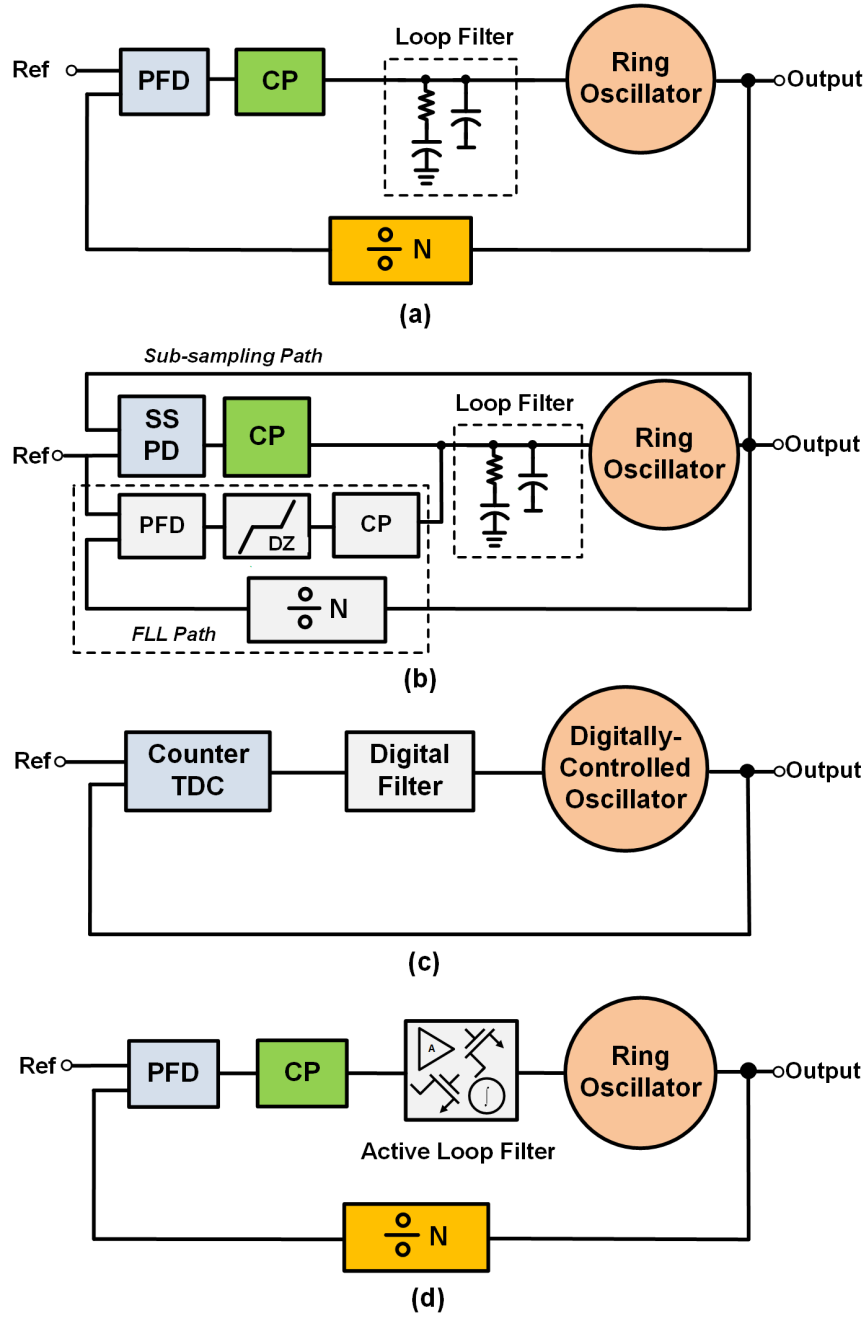 Loop Filter
Ref
PFD
CP
Ring
Oscillator
Output
÷ N
(a)
Sub-sampling Path
SS
PD
CP
Loop Filter
Ring
Oscillator
Ref
Output
PFD
DZ
CP
÷ N
FLL Path
(b)
Ref
Counter
TDC
Digital
Filter
Digitally-
Controlled
Oscillator
Output
(c)
Ref
PFD
CP
A
∫
Ring
Oscillator
Output
Active Loop Filter
÷ N
(d)